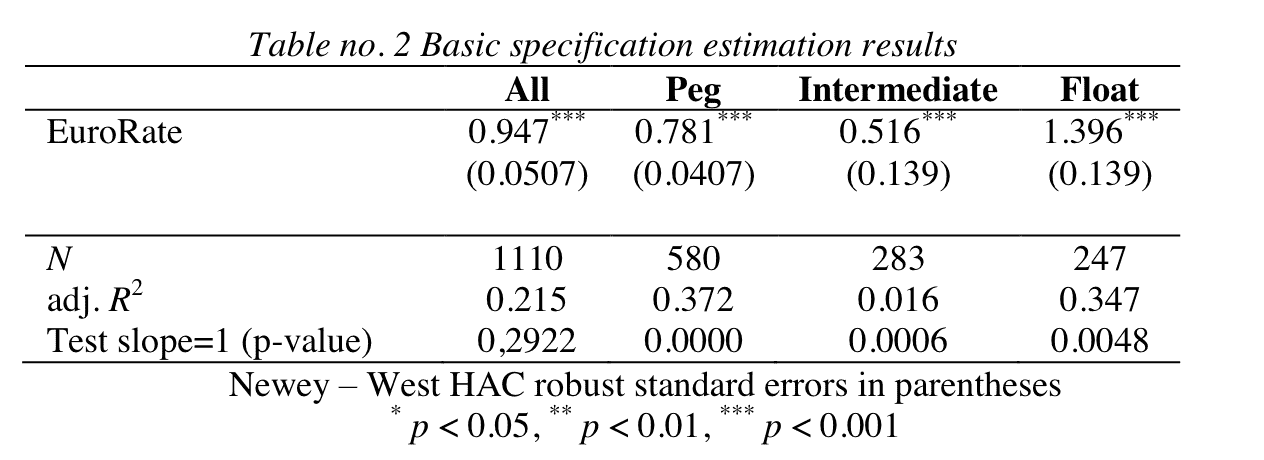 Table no. 2 Basic specification estimation results
All Peg Intermediate Float
EuroRate 0.947*** 0.781*** 0.516*** 1.396***
(0.0507) (0.0407) (0.139) (0.139)
N 1110 580 283 247
adj. R² 0.215 0.372 0.016 0.347
Test slope=1 (p-value) 0,2922 0.0000 0.0006 0.0048
Newey – West HAC robust standard errors in parentheses
* p < 0.05, ** p < 0.01, *** p < 0.001